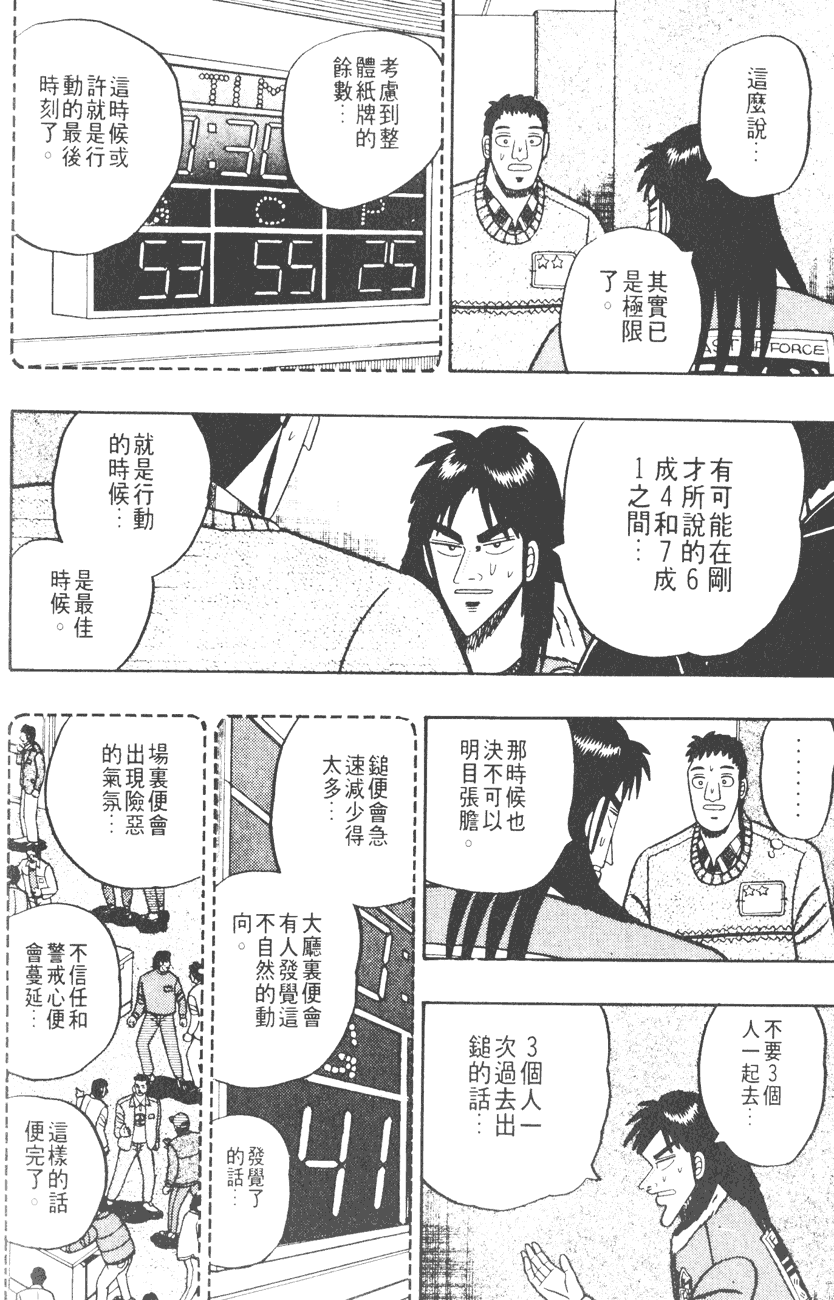 這麼說…
其實已
是極限
了。
AST
FORCE
考慮到整
體紙牌的
餘數…
這時候或
許就是行
動的最後
時刻了。
TIM
:30
G C P
53 55 25
有可能在剛
才所說的6
成4和7成
1之間…
就是行動
的時候…
是最佳
時候。
………
那時候也
決不可以
明目張膽。
不要3個
人一起去…
3個人一
次過去出
鎚的話…
鎚便會急
速減少得
太多…
大廳裏便會
有人發覺這
不自然的動
向。
發覺了
的話…
41
場裏便會
出現險惡
的氣氛…
不信任和
警戒心便
會蔓延…
這樣的話
便完了。